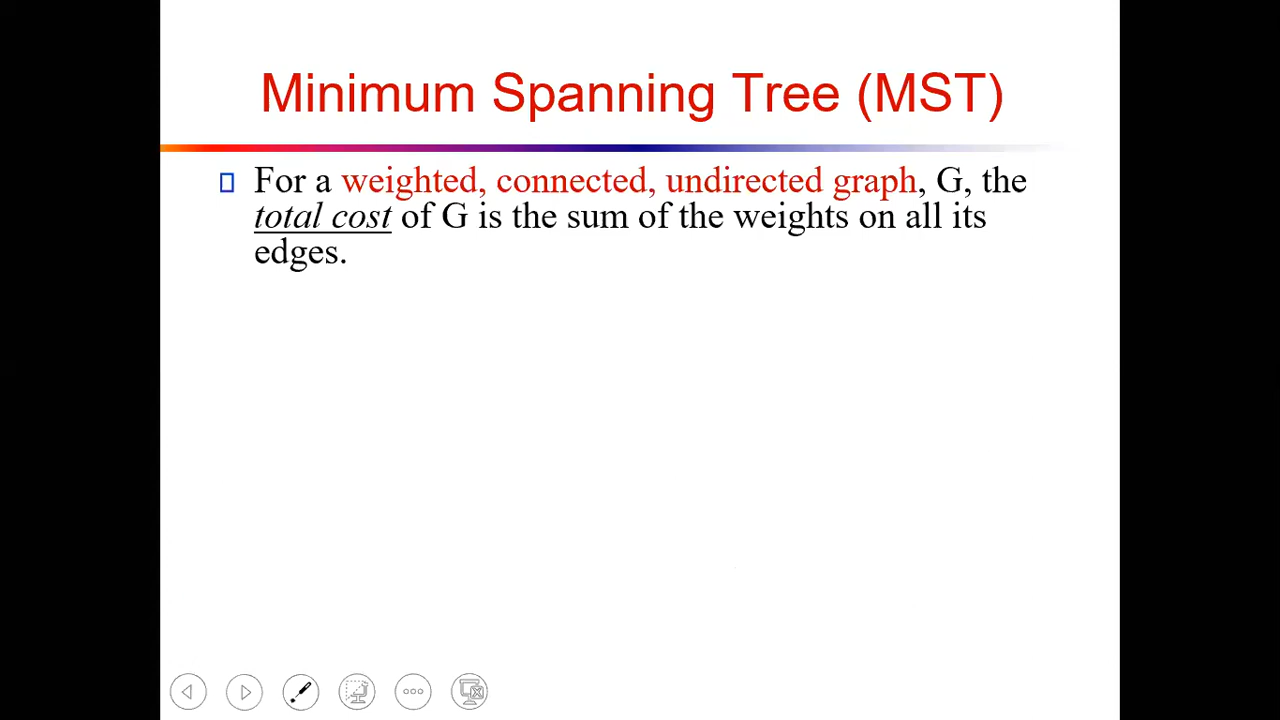 Minimum Spanning Tree (MST)
For a weighted, connected, undirected graph, G, the
total cost of G is the sum of the weights on all its
edges.